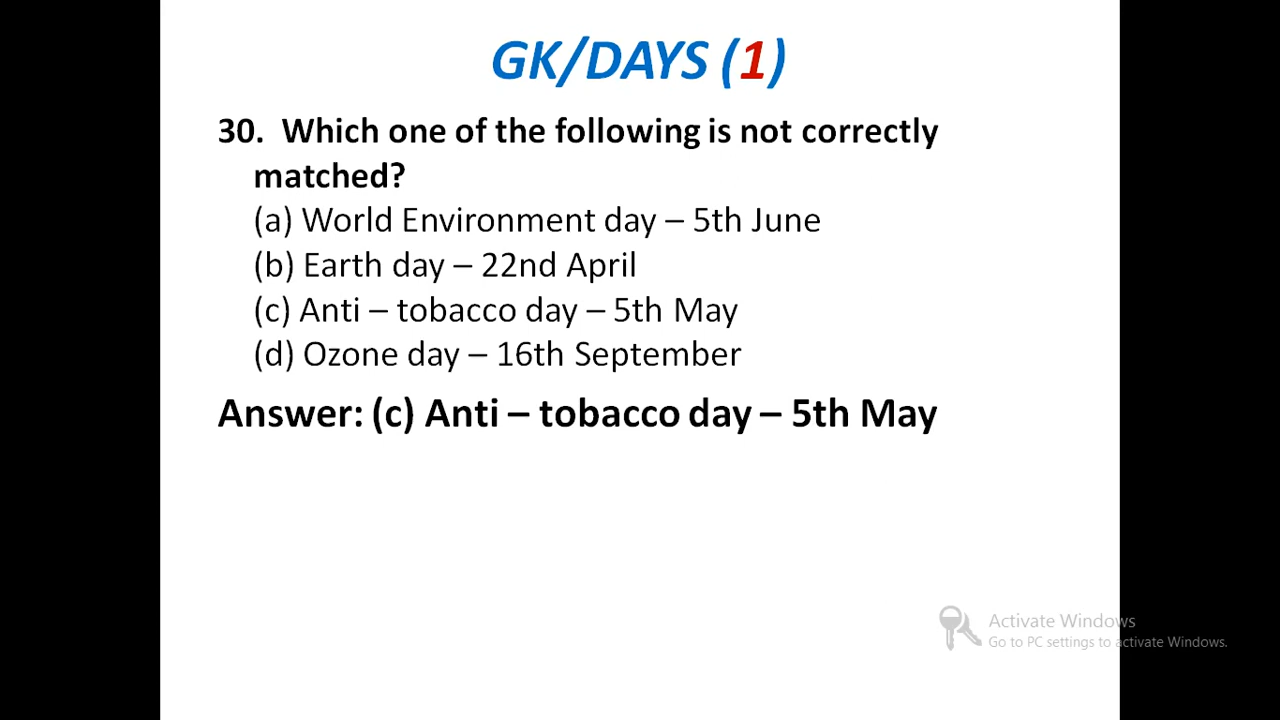 GK/DAYS (1)
30. Which one of the following is not correctly
matched?
(a) World Environment day – 5th June
(b) Earth day – 22nd April
(c) Anti – tobacco day – 5th May
(d) Ozone day – 16th September
Answer: (c) Anti – tobacco day – 5th May
Activate Windows
Go to PC settings to activate Windows.